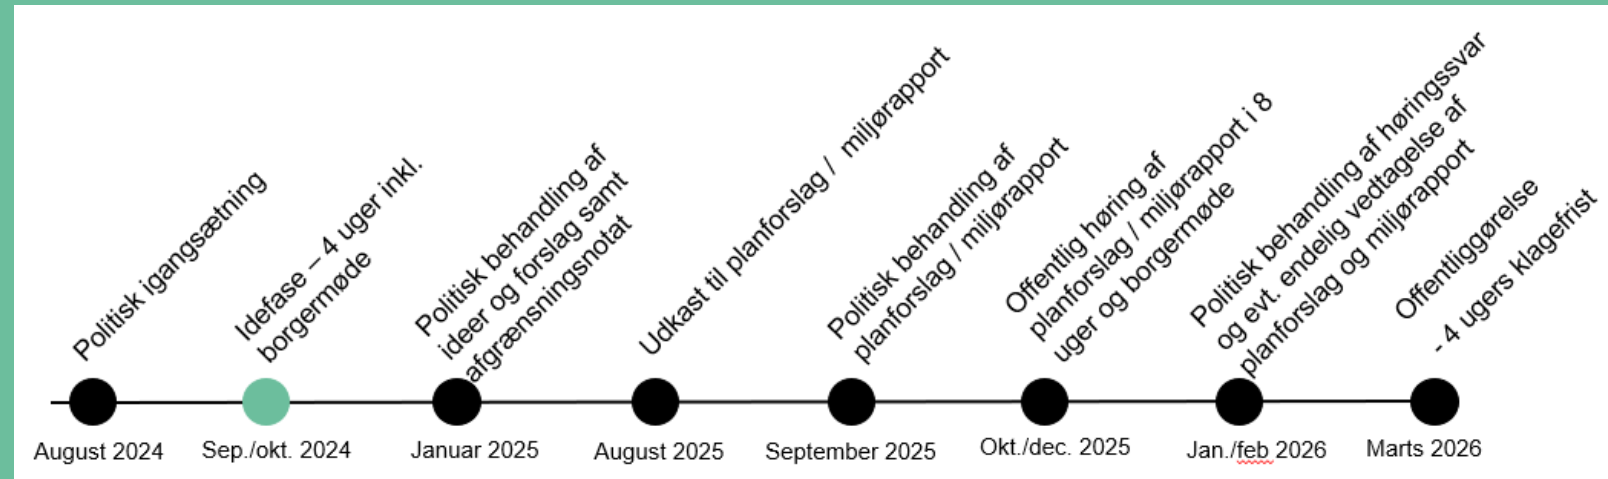 Politisk igangsætning
Idefase – 4 uger inkl.
borgermøde
Politisk behandling af
ideer og forslag samt
afgrænsningsnotat
Udkast til planforslag / miljørapport
Politisk behandling af
planforslag / miljørapport
Offentlig høring af
planforslag / miljørapport i 8
uger og borgermøde
Politisk behandling af høringssvar
og evt. endelig vedtagelse af
planforslag og miljørapport
Offentliggørelse
- 4 ugers klagefrist
August 2024
Sep./okt. 2024
Januar 2025
August 2025
September 2025
Okt./dec. 2025
Jan./feb 2026
Marts 2026